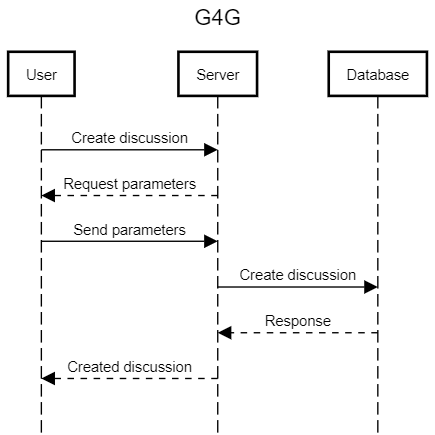 G4G
User
Server
Database
Create discussion
Request parameters
Send parameters
Create discussion
Response
Created discussion